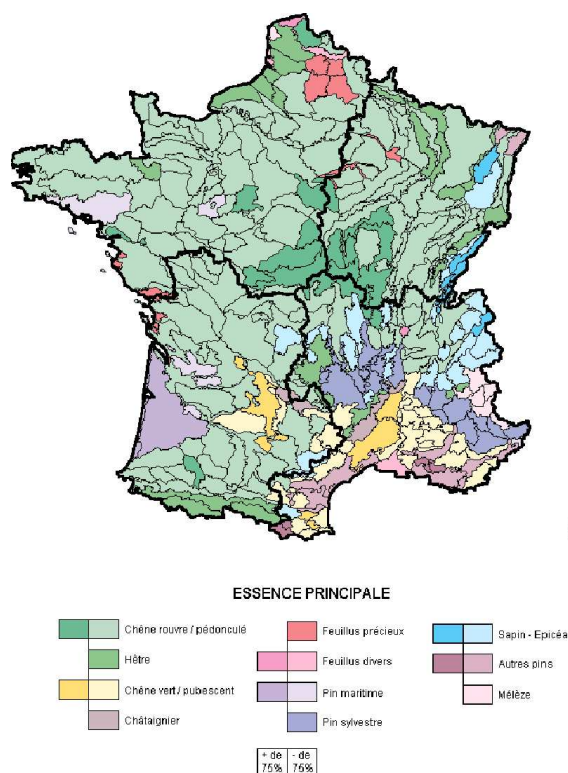 ESSENCE PRINCIPALE
Chêne rouvre / pédonculé
Hêtre
Chêne vert / pubescent
Châtaignier
Feuillus précieux
Feuillus divers
Pin maritinne
Pin sylvestre
Sapin - Epicéa
Autres pins
Mélèze
+ de 75%
- de 75%